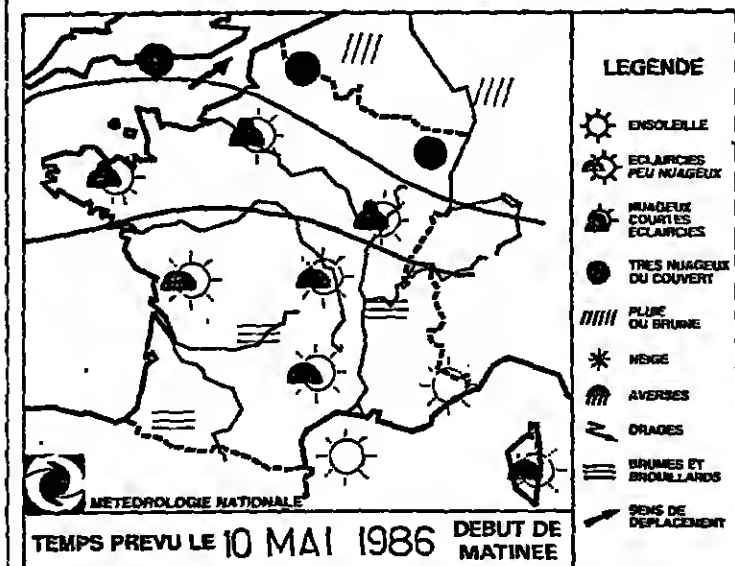 LEGENDE
ENSOLEILLE
ECLAIRCIES
PEU NUAGEUX
NUAGEUX
COURTES
ECLAIRCIES
TRES NUAGEUX
OU COUVERT
PLUIE
OU BRUINE
NEIGE
AVERSES
ORAGES
BRUMES ET
BROUILLARDS
SENS DE
DEPLACEMENT
METEOROLOGIE NATIONALE
TEMPS PREVU LE 10 MAI 1986 DEBUT DE
MATINEE